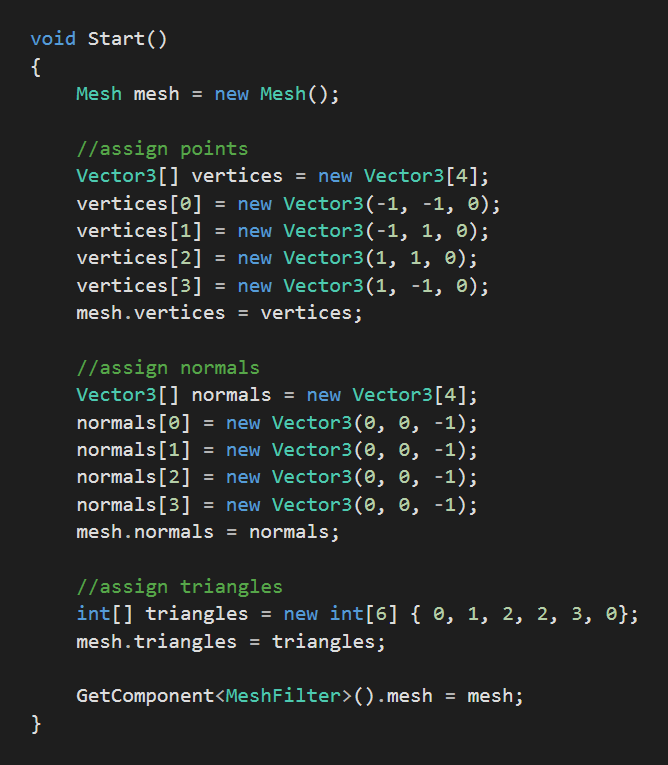 void Start()
{
    Mesh mesh = new Mesh();

    //assign points
    Vector3[] vertices = new Vector3[4];
    vertices[0] = new Vector3(-1, -1, 0);
    vertices[1] = new Vector3(-1, 1, 0);
    vertices[2] = new Vector3(1, 1, 0);
    vertices[3] = new Vector3(1, -1, 0);
    mesh.vertices = vertices;

    //assign normals
    Vector3[] normals = new Vector3[4];
    normals[0] = new Vector3(0, 0, -1);
    normals[1] = new Vector3(0, 0, -1);
    normals[2] = new Vector3(0, 0, -1);
    normals[3] = new Vector3(0, 0, -1);
    mesh.normals = normals;

    //assign triangles
    int[] triangles = new int[6] { 0, 1, 2, 2, 3, 0};
    mesh.triangles = triangles;

    GetComponent<MeshFilter>().mesh = mesh;
}